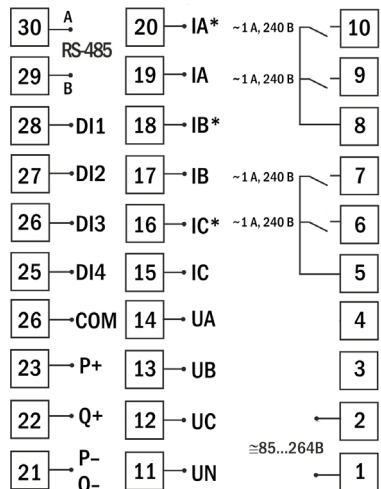 30 A RS-485
29 B
28 DI1
27 DI2
26 DI3
25 DI4
26 COM
23 P+
22 Q+
21 P– Q–
20 IA*
19 IA
18 IB*
17 IB
16 IC*
15 IC
14 UA
13 UB
12 UC
11 UN
~1 A, 240 В 10
~1 A, 240 В 9
8
~1 A, 240 В 7
~1 A, 240 В 6
5
4
3
2
≅85...264В
1